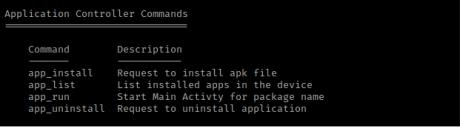 Application Controller Commands
Command Description
app_install Request to install apk file
app_list List installed apps in the device
app_run Start Main Activty for package name
app_uninstall Request to uninstall application